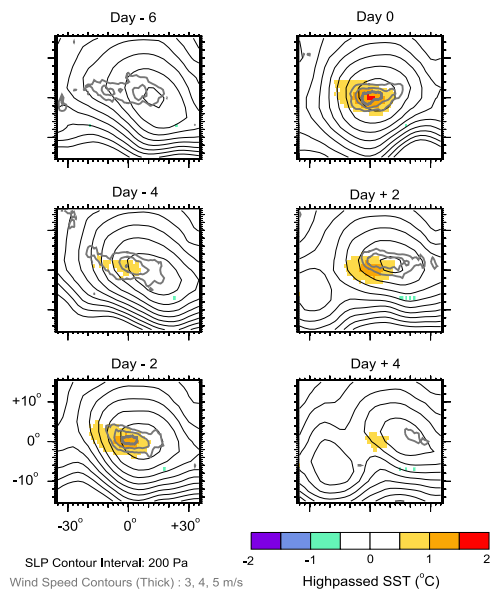 Day - 6
Day 0
Day - 4
Day + 2
Day - 2
Day + 4
+10°
0°
-10°
-30° 0° +30°
SLP Contour Interval: 200 Pa
Wind Speed Contours (Thick) : 3, 4, 5 m/s
-2 -1 0 1 2
Highpassed SST (°C)